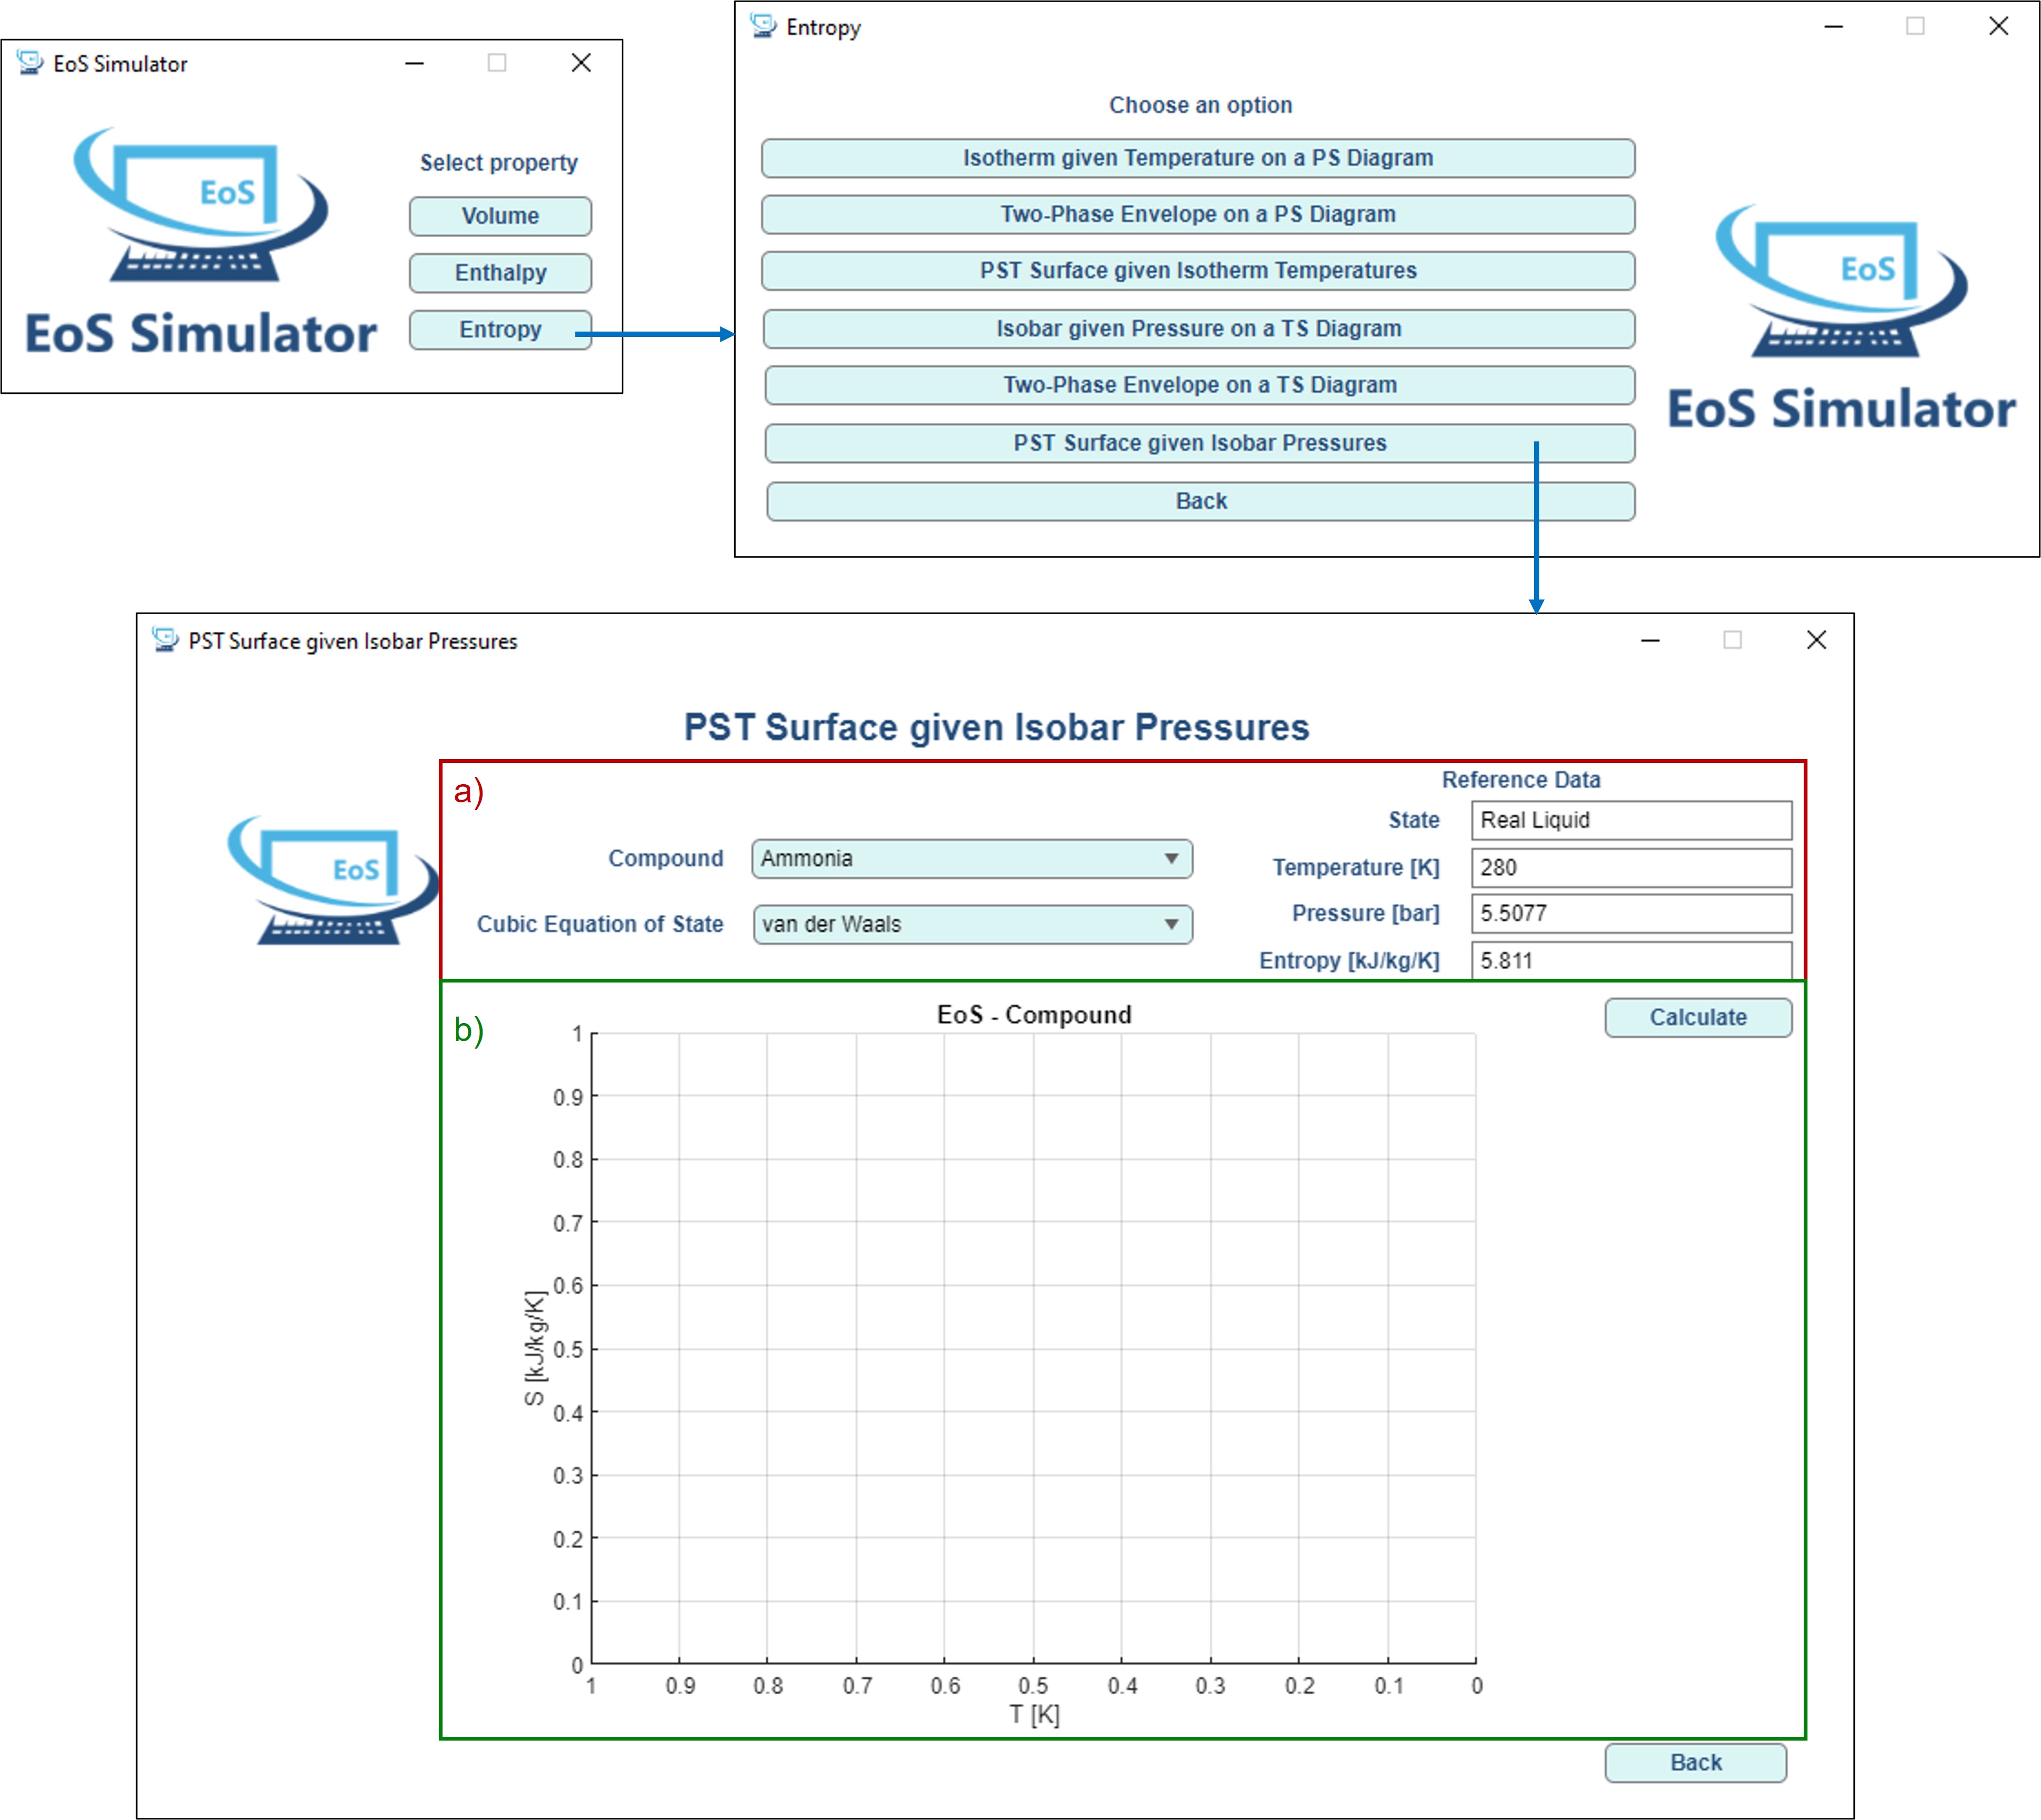 EoS Simulator
EoS
EoS Simulator
Select property
Volume
Enthalpy
Entropy
Entropy
Choose an option
Isotherm given Temperature on a PS Diagram
Two-Phase Envelope on a PS Diagram
PST Surface given Isotherm Temperatures
Isobar given Pressure on a TS Diagram
Two-Phase Envelope on a TS Diagram
PST Surface given Isobar Pressures
Back
EoS
EoS Simulator
PST Surface given Isobar Pressures
PST Surface given Isobar Pressures
EoS
a)
Compound
Ammonia
Cubic Equation of State
van der Waals
Reference Data
State
Real Liquid
Temperature [K]
280
Pressure [bar]
5.5077
Entropy [kJ/kg/K]
5.811
b)
EoS - Compound
Calculate
S [kJ/kg/K]
1
0.9
0.8
0.7
0.6
0.5
0.4
0.3
0.2
0.1
0
1 0.9 0.8 0.7 0.6 0.5 0.4 0.3 0.2 0.1 0
T [K]
Back